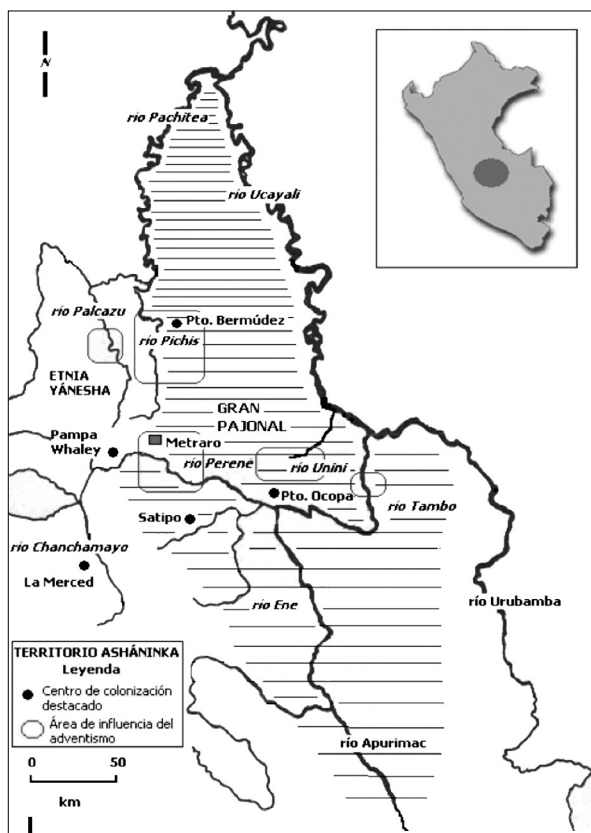 N
río Pachitea
río Ucayali
río Palcazu
Pto. Bermúdez
río Pichis
ETNIA
YÁNESHA
GRAN
PAJONAL
Pampa
Whaley
Metraro
río Perené
río Unini
Pto. Ocopa
río Tambo
Satipo
río Chanchamayo
La Merced
río Ene
río Urubamba
río Apurimac
TERRITORIO ASHÁNINKA
Leyenda
Centro de colonización
destacado
Área de influencia del
adventismo
0 50
km